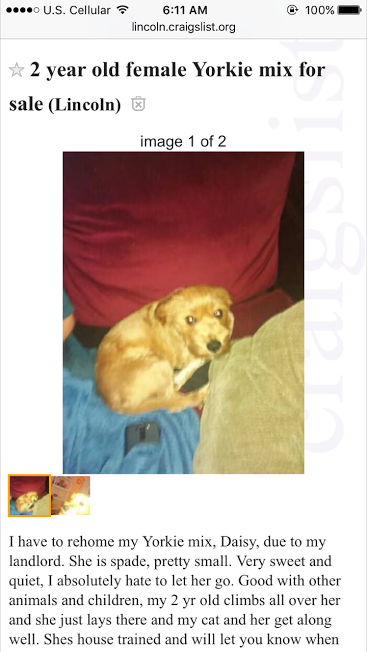 U.S. Cellular 6:11 AM 100%
lincoln.craigslist.org
2 year old female Yorkie mix for
sale (Lincoln)
image 1 of 2
craigslist
I have to rehome my Yorkie mix, Daisy, due to my
landlord. She is spade, pretty small. Very sweet and
quiet, I absolutely hate to let her go. Good with other
animals and children, my 2 yr old climbs all over her
and she just lays there and my cat and her get along
well. Shes house trained and will let you know when